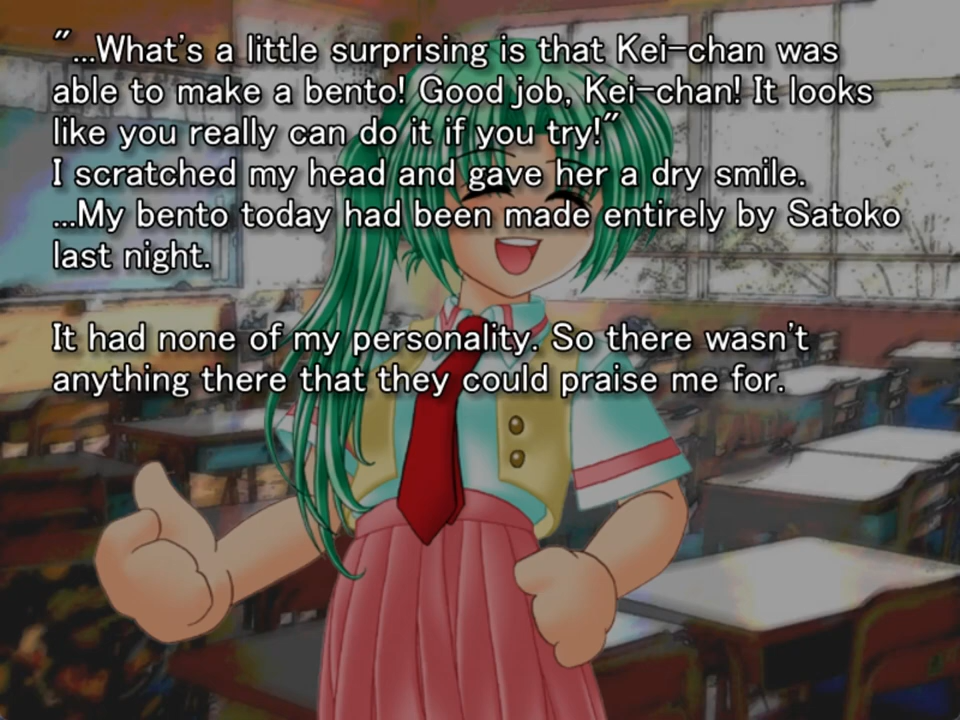 "...What's a little surprising is that Kei-chan was
able to make a bento! Good job, Kei-chan! It looks
like you really can do it if you try!"
I scratched my head and gave her a dry smile.
...My bento today had been made entirely by Satoko
last night.
It had none of my personality. So there wasn't
anything there that they could praise me for.